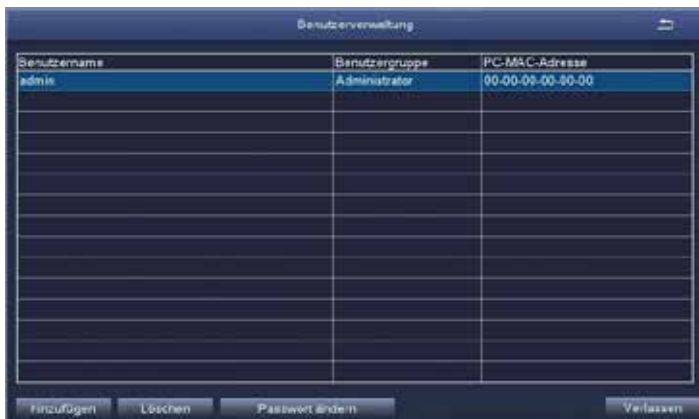 Benutzerverwaltung
Benutzername Benutzergruppe PC-MAC-Adresse
admin Administrator 00-00-00-00-00-00
Hinzufügen Löschen Passwort ändern Verlassen